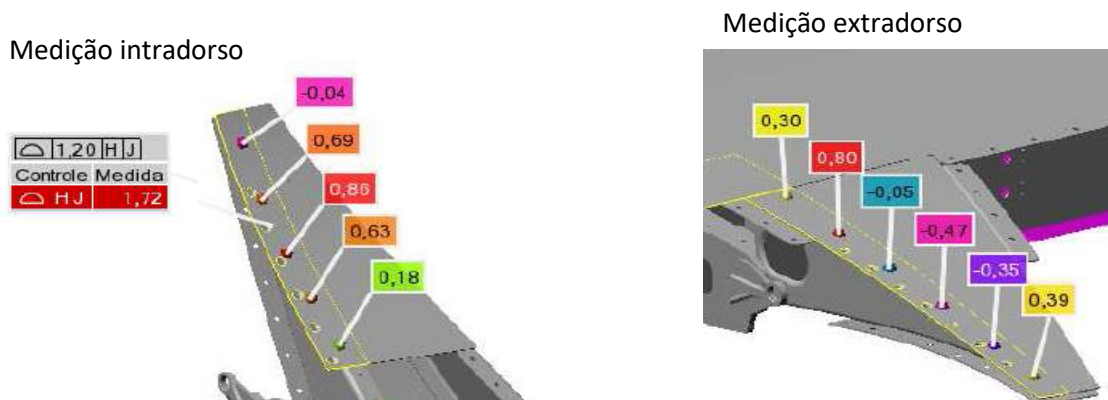 Medição intradorso
-0,04
0,69
1,20 H J
Controle Medida
H J 1,72
0,86
0,63
0,18
Medição extradorso
0,30
0,80
-0,05
-0,47
-0,35
0,39